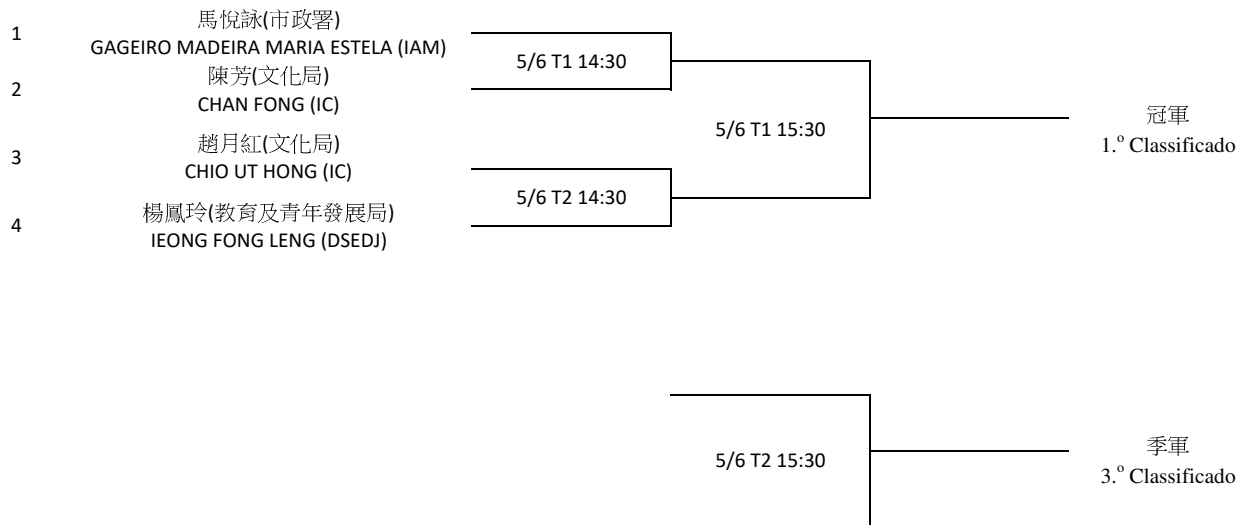 1
馬悅詠(市政署)
GAGEIRO MADEIRA MARIA ESTELA (IAM)
5/6 T1 14:30
2
陳芳(文化局)
CHAN FONG (IC)
5/6 T1 15:30
冠軍
1.º Classificado
3
趙月紅(文化局)
CHIO UT HONG (IC)
5/6 T2 14:30
4
楊鳳玲(教育及青年發展局)
IEONG FONG LENG (DSEDJ)
5/6 T2 15:30
季軍
3.º Classificado